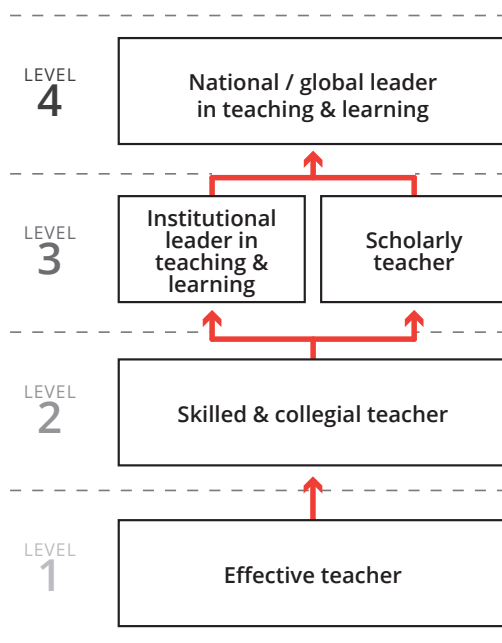 LEVEL
4
National / global leader
in teaching & learning
LEVEL
3
Institutional
leader in
teaching &
learning
Scholarly
teacher
LEVEL
2
Skilled & collegial teacher
LEVEL
1
Effective teacher